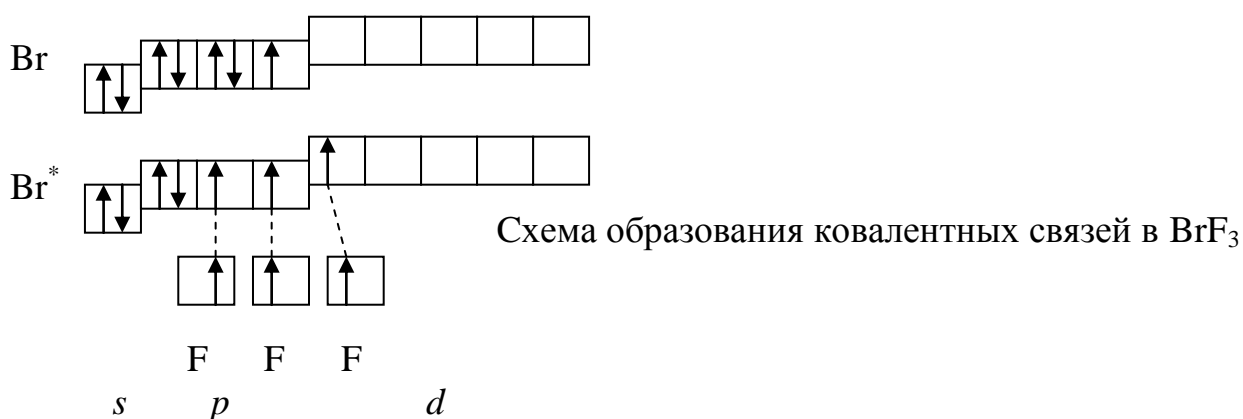 Br
Br*
Схема образования ковалентных связей в BrF₃
F F F
s p d